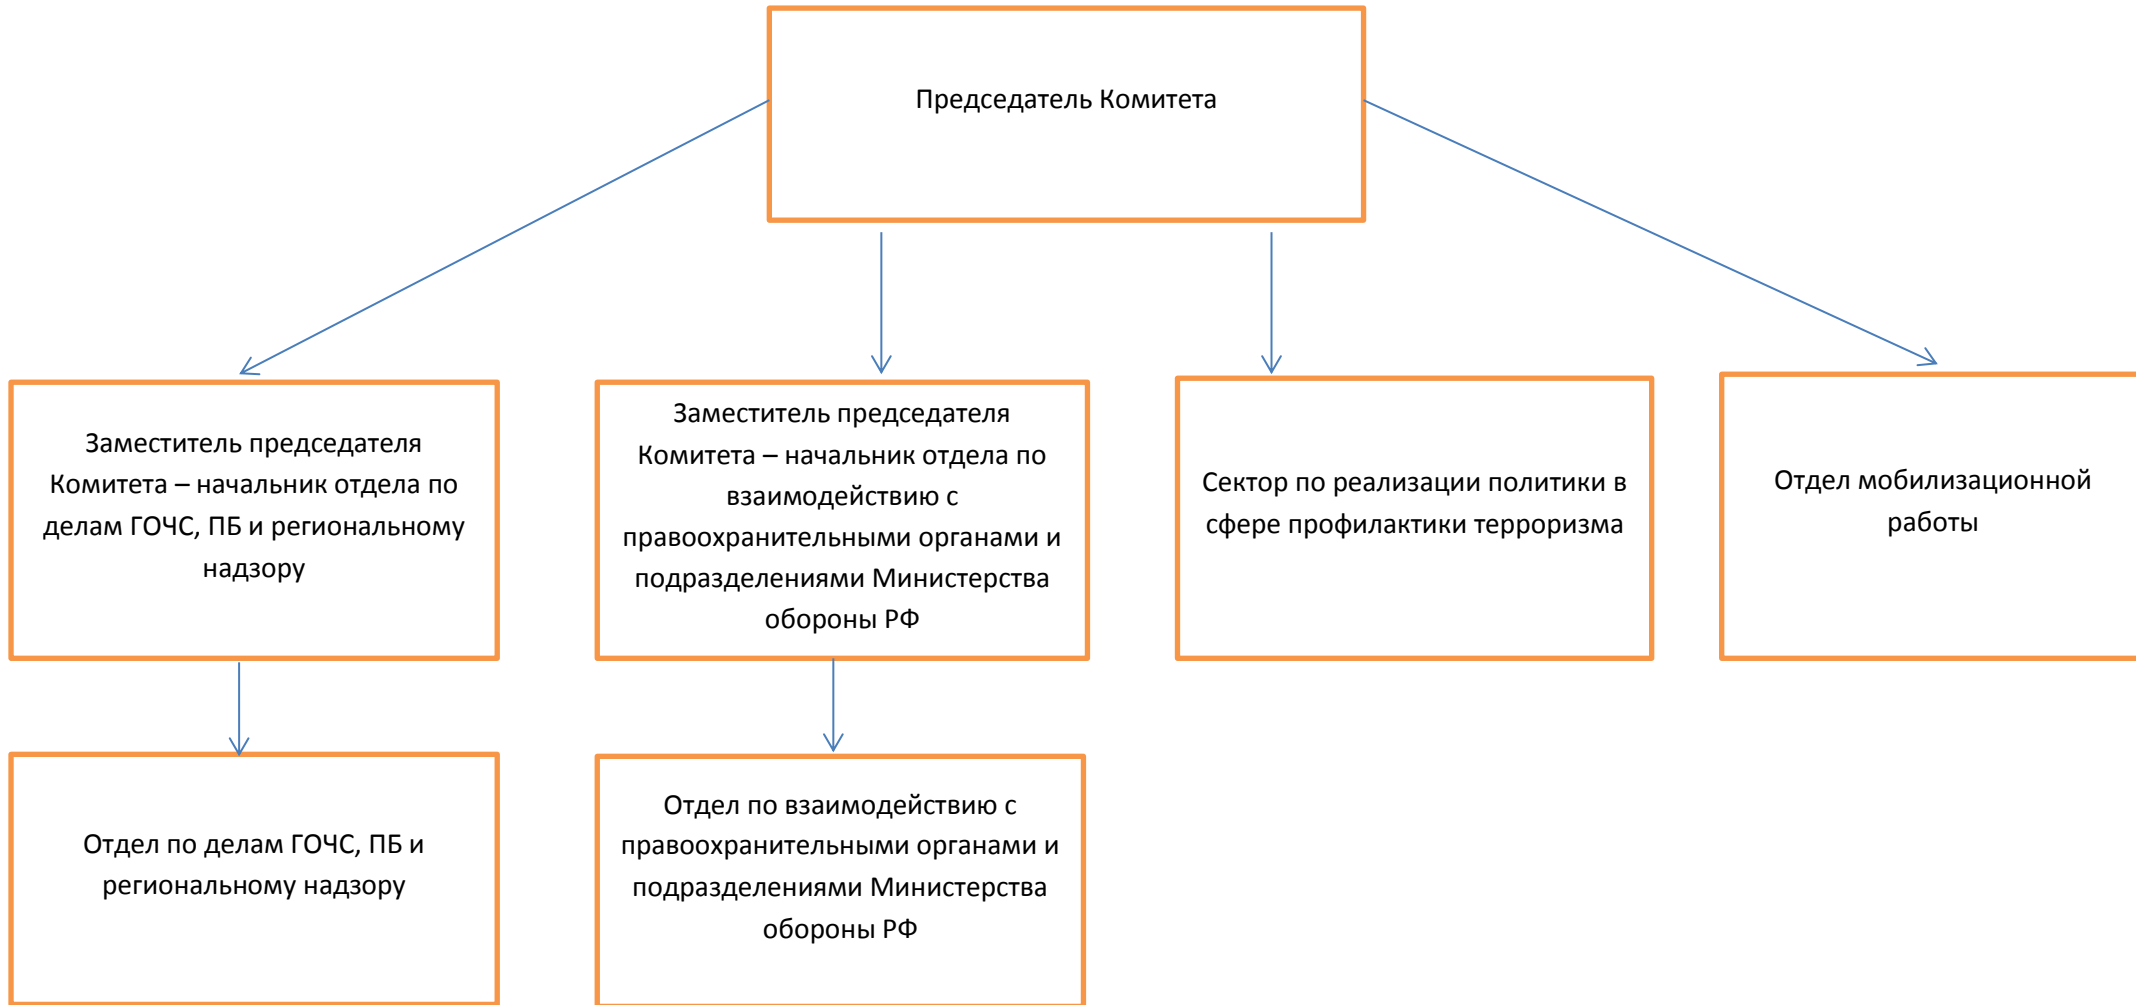 Председатель Комитета
Заместитель председателя
Комитета – начальник отдела по
делам ГОЧС, ПБ и региональному
надзору
Заместитель председателя
Комитета – начальник отдела по
взаимодействию с
правоохранительными органами и
подразделениями Министерства
обороны РФ
Сектор по реализации политики в
сфере профилактики терроризма
Отдел мобилизационной
работы
Отдел по делам ГОЧС, ПБ и
региональному надзору
Отдел по взаимодействию с
правоохранительными органами и
подразделениями Министерства
обороны РФ